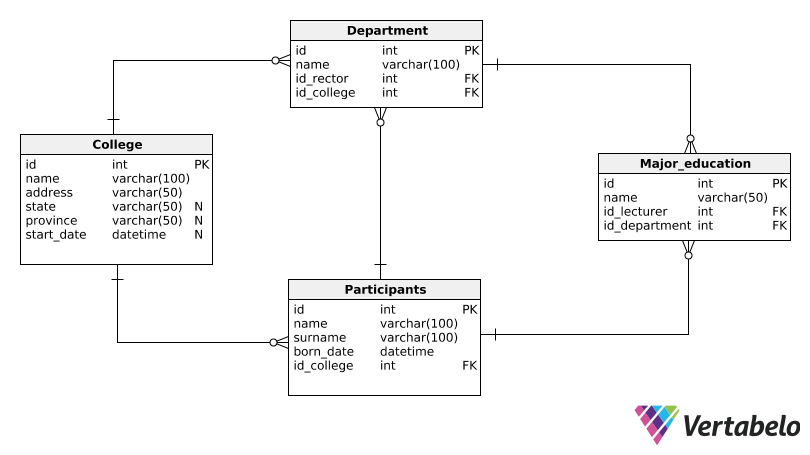 Department
id int PK
name varchar(100)
id_rector int FK
id_college int FK
College
id int PK
name varchar(100)
address varchar(50)
state varchar(50) N
province varchar(50) N
start_date datetime N
Major_education
id int PK
name varchar(50)
id_lecturer int FK
id_department int FK
Participants
id int PK
name varchar(100)
surname varchar(100)
born_date datetime
id_college int FK
Vertabelo